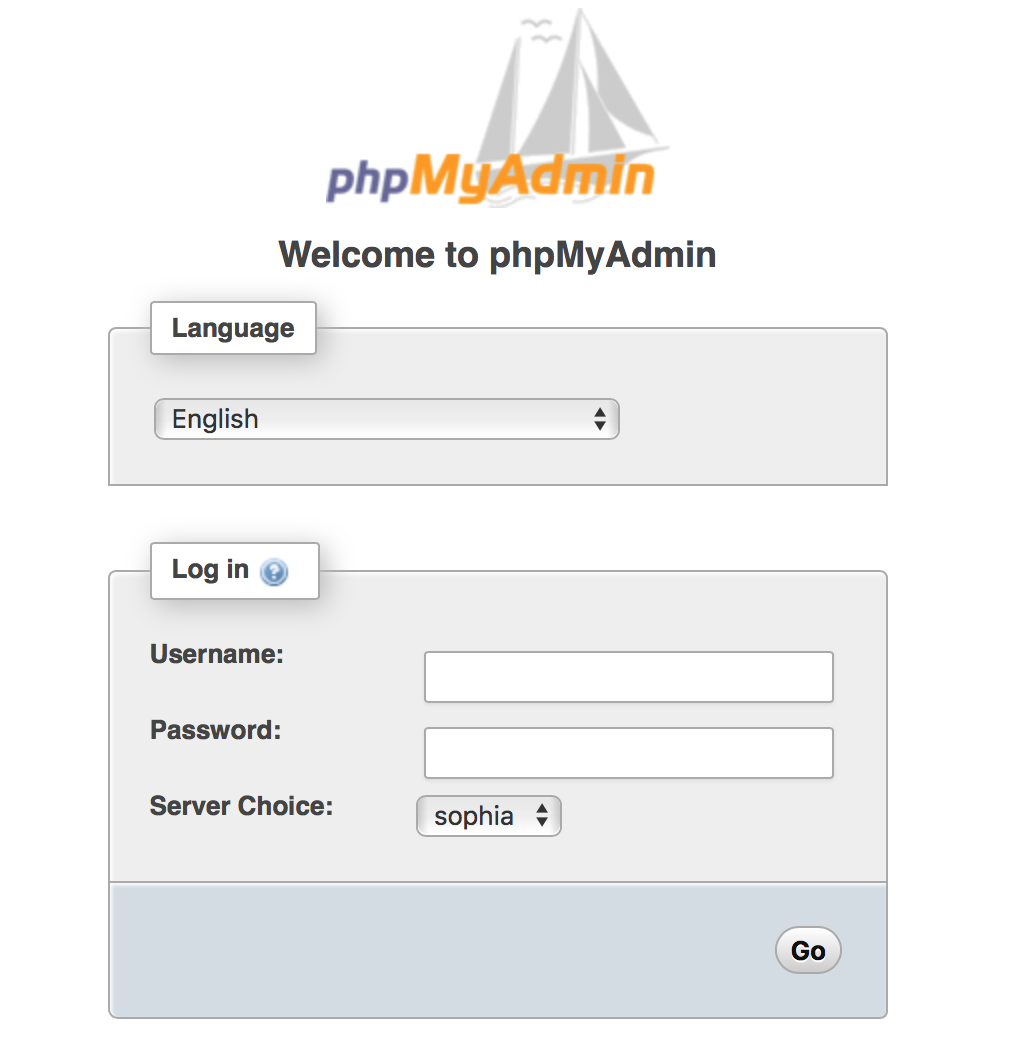 phpMyAdmin
Welcome to phpMyAdmin
Language
English
Log in ?
Username:
Password:
Server Choice: sophia
Go